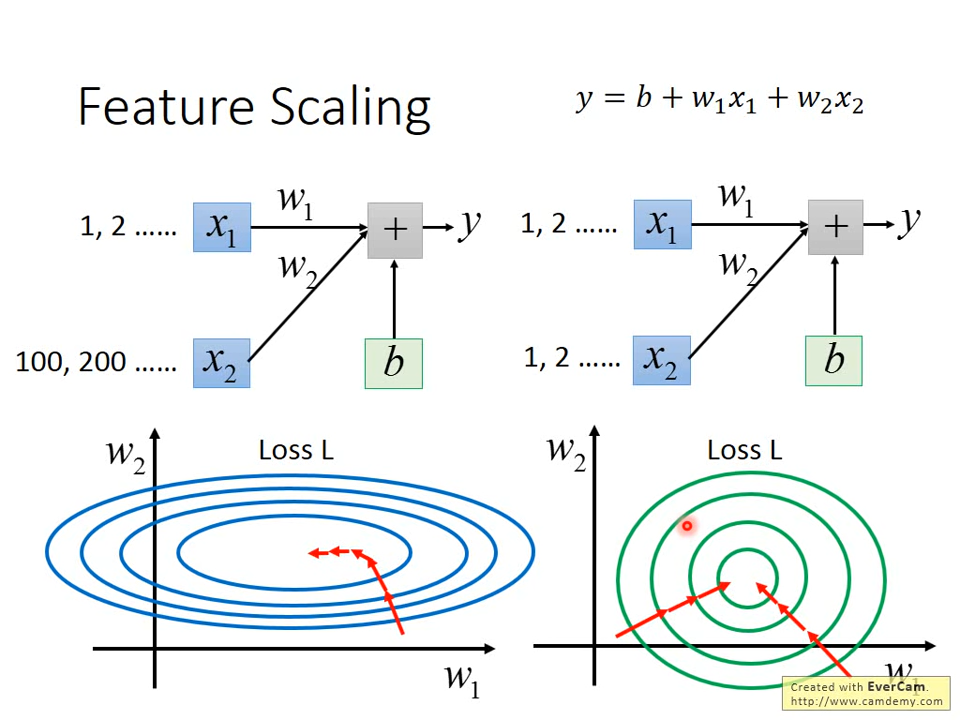 Feature Scaling
y = b + w₁x₁ + w₂x₂
w₁
1, 2 ……
x₁
+
y
w₂
100, 200 ……
x₂
b
w₁
1, 2 ……
x₁
+
y
w₂
1, 2 ……
x₂
b
w₂
Loss L
w₁
w₂
Loss L
w₁
Created with EverCam.
http://www.camdemy.com